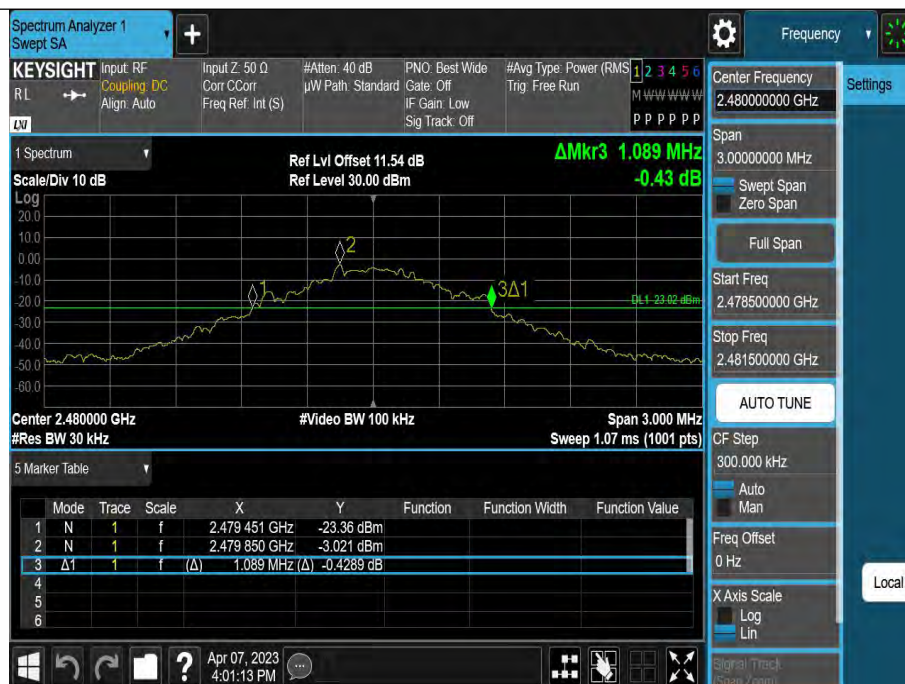 Spectrum Analyzer 1
Swept SA
+
Frequency
KEYSIGHT
RL
LXI
Input: RF
Coupling: DC
Align: Auto
Input Z: 50 Ω
Corr CCorr
Freq Ref: Int (S)
#Atten: 40 dB
µW Path: Standard
PNO: Best Wide
Gate: Off
IF Gain: Low
Sig Track: Off
#Avg Type: Power (RMS
Trig: Free Run
1 2 3 4 5 6
M W W W W W
P P P P P P
Center Frequency
2.480000000 GHz
Settings
Span
3.00000000 MHz
Swept Span
Zero Span
Full Span
Start Freq
2.478500000 GHz
Stop Freq
2.481500000 GHz
AUTO TUNE
CF Step
300.000 kHz
Auto
Man
Freq Offset
0 Hz
Local
X Axis Scale
Log
Lin
Signal Track
(Span Zoom)
1 Spectrum
Scale/Div 10 dB
Ref Lvl Offset 11.54 dB
Ref Level 30.00 dBm
ΔMkr3 1.089 MHz
-0.43 dB
Log
20.0
10.0
0.00
-10.0
-20.0
-30.0
-40.0
-50.0
-60.0
1
2
3Δ1
DL1 -23.02 dBm
Center 2.480000 GHz
#Video BW 100 kHz
Span 3.000 MHz
#Res BW 30 kHz
Sweep 1.07 ms (1001 pts)
5 Marker Table
Mode Trace Scale X Y Function Function Width Function Value
1 N 1 f 2.479 451 GHz -23.36 dBm
2 N 1 f 2.479 850 GHz -3.021 dBm
3 Δ1 1 f (Δ) 1.089 MHz (Δ) -0.4289 dB
4
5
6
?
Apr 07, 2023
4:01:13 PM